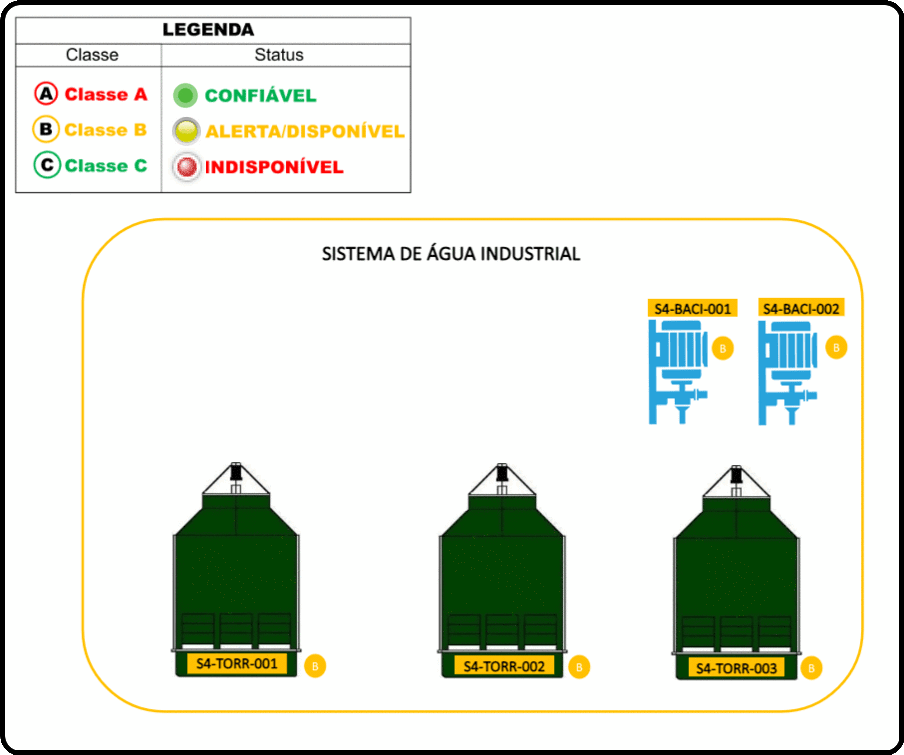 LEGENDA
Classe Status
A Classe A CONFIÁVEL
B Classe B ALERTA/DISPONÍVEL
C Classe C INDISPONÍVEL
SISTEMA DE ÁGUA INDUSTRIAL
S4-BACI-001 S4-BACI-002
B B
S4-TORR-001 B S4-TORR-002 B S4-TORR-003 B